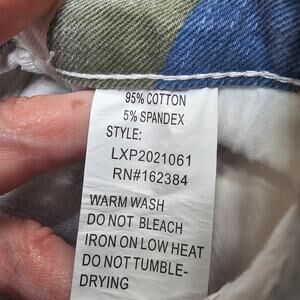 95% COTTON
5% SPANDEX
STYLE:
LXP2021061
RN#162384
WARM WASH
DO NOT BLEACH
IRON ON LOW HEAT
DO NOT TUMBLE-
DRYING